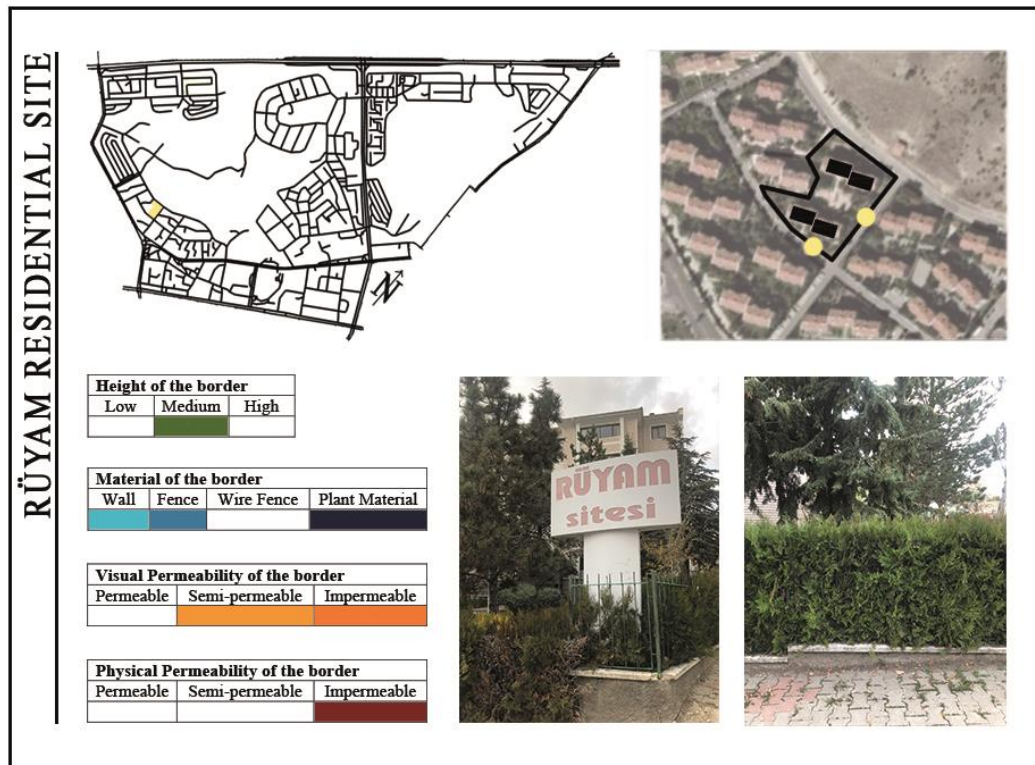 RÜYAM RESIDENTIAL SITE
N
Height of the border
Low Medium High
Material of the border
Wall Fence Wire Fence Plant Material
Visual Permeability of the border
Permeable Semi-permeable Impermeable
Physical Permeability of the border
Permeable Semi-permeable Impermeable
RÜYAM
sitesi